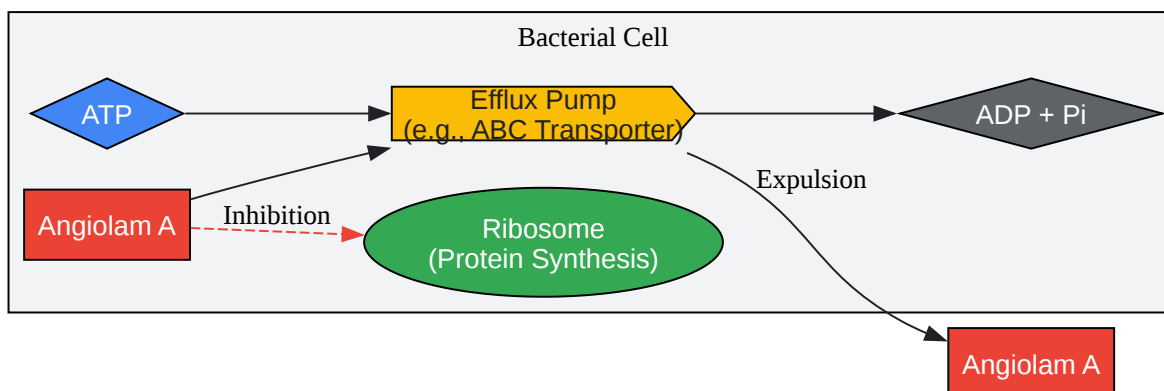 Bacterial Cell
ATP
Efflux Pump
(e.g., ABC Transporter)
ADP + Pi
Angiolam A
Inhibition
Expulsion
Ribosome
(Protein Synthesis)
Angiolam A